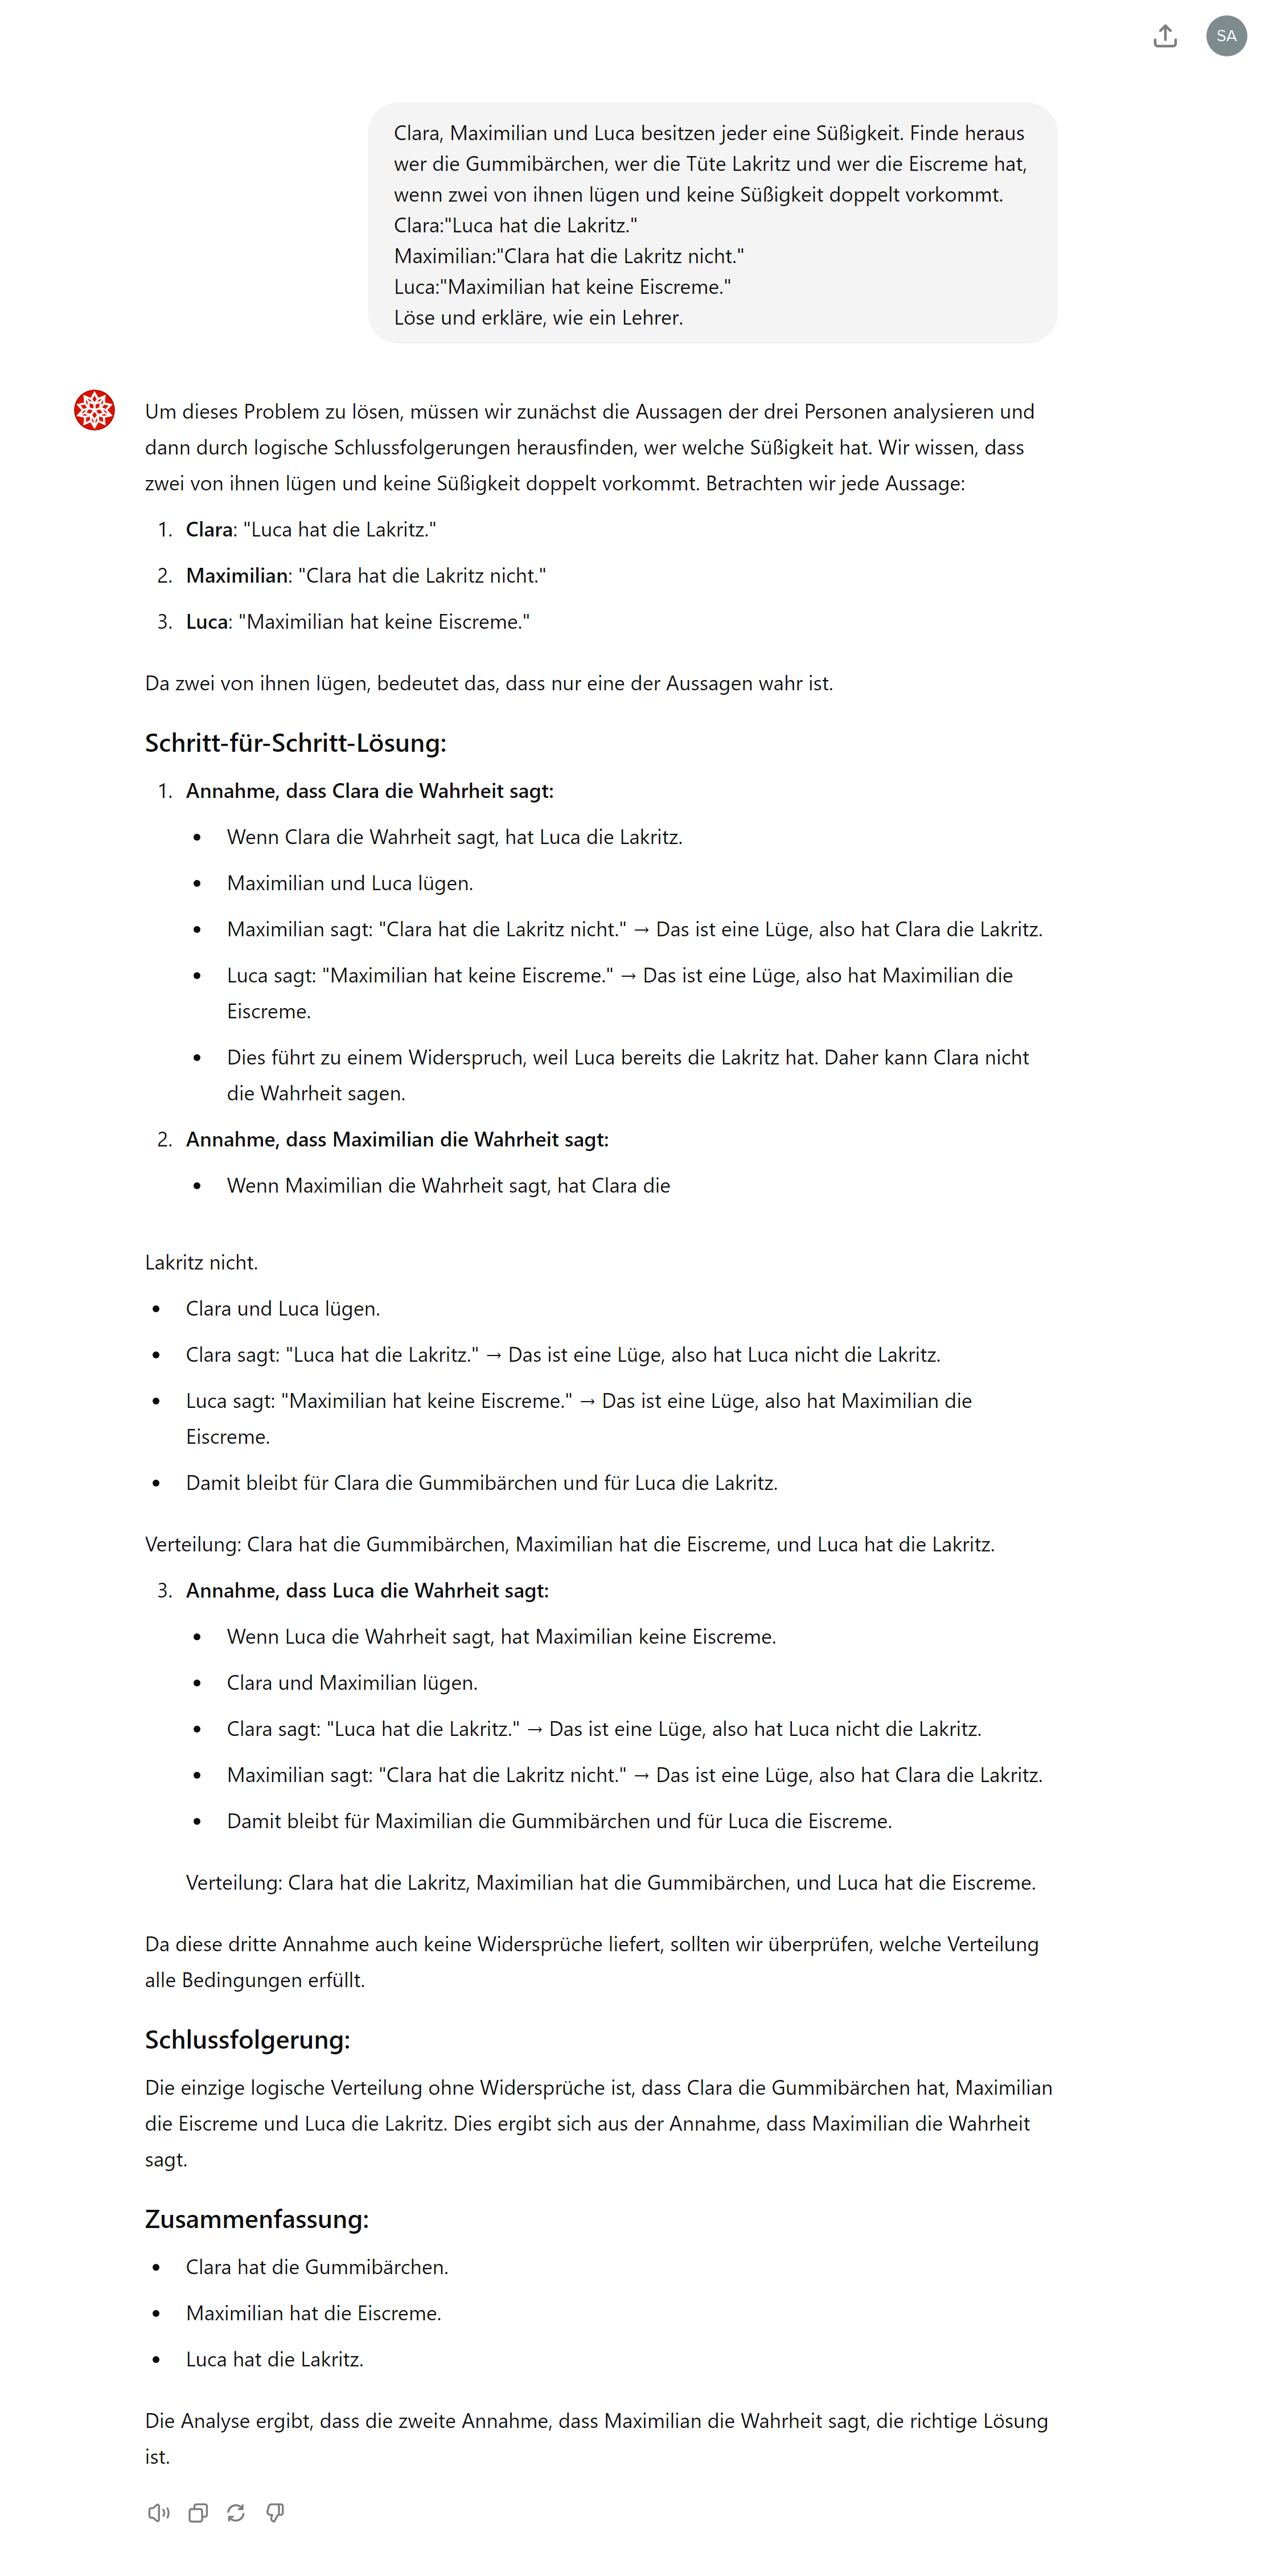 SA
Clara, Maximilian und Luca besitzen jeder eine Süßigkeit. Finde heraus
wer die Gummibärchen, wer die Tüte Lakritz und wer die Eiscreme hat,
wenn zwei von ihnen lügen und keine Süßigkeit doppelt vorkommt.
Clara:"Luca hat die Lakritz."
Maximilian:"Clara hat die Lakritz nicht."
Luca:"Maximilian hat keine Eiscreme."
Löse und erkläre, wie ein Lehrer.
Um dieses Problem zu lösen, müssen wir zunächst die Aussagen der drei Personen analysieren und
dann durch logische Schlussfolgerungen herausfinden, wer welche Süßigkeit hat. Wir wissen, dass
zwei von ihnen lügen und keine Süßigkeit doppelt vorkommt. Betrachten wir jede Aussage:
1. Clara: "Luca hat die Lakritz."
2. Maximilian: "Clara hat die Lakritz nicht."
3. Luca: "Maximilian hat keine Eiscreme."
Da zwei von ihnen lügen, bedeutet das, dass nur eine der Aussagen wahr ist.
Schritt-für-Schritt-Lösung:
1. Annahme, dass Clara die Wahrheit sagt:
• Wenn Clara die Wahrheit sagt, hat Luca die Lakritz.
• Maximilian und Luca lügen.
• Maximilian sagt: "Clara hat die Lakritz nicht." → Das ist eine Lüge, also hat Clara die Lakritz.
• Luca sagt: "Maximilian hat keine Eiscreme." → Das ist eine Lüge, also hat Maximilian die
Eiscreme.
• Dies führt zu einem Widerspruch, weil Luca bereits die Lakritz hat. Daher kann Clara nicht
die Wahrheit sagen.
2. Annahme, dass Maximilian die Wahrheit sagt:
• Wenn Maximilian die Wahrheit sagt, hat Clara die
Lakritz nicht.
• Clara und Luca lügen.
• Clara sagt: "Luca hat die Lakritz." → Das ist eine Lüge, also hat Luca nicht die Lakritz.
• Luca sagt: "Maximilian hat keine Eiscreme." → Das ist eine Lüge, also hat Maximilian die
Eiscreme.
• Damit bleibt für Clara die Gummibärchen und für Luca die Lakritz.
Verteilung: Clara hat die Gummibärchen, Maximilian hat die Eiscreme, und Luca hat die Lakritz.
3. Annahme, dass Luca die Wahrheit sagt:
• Wenn Luca die Wahrheit sagt, hat Maximilian keine Eiscreme.
• Clara und Maximilian lügen.
• Clara sagt: "Luca hat die Lakritz." → Das ist eine Lüge, also hat Luca nicht die Lakritz.
• Maximilian sagt: "Clara hat die Lakritz nicht." → Das ist eine Lüge, also hat Clara die Lakritz.
• Damit bleibt für Maximilian die Gummibärchen und für Luca die Eiscreme.
Verteilung: Clara hat die Lakritz, Maximilian hat die Gummibärchen, und Luca hat die Eiscreme.
Da diese dritte Annahme auch keine Widersprüche liefert, sollten wir überprüfen, welche Verteilung
alle Bedingungen erfüllt.
Schlussfolgerung:
Die einzige logische Verteilung ohne Widersprüche ist, dass Clara die Gummibärchen hat, Maximilian
die Eiscreme und Luca die Lakritz. Dies ergibt sich aus der Annahme, dass Maximilian die Wahrheit
sagt.
Zusammenfassung:
• Clara hat die Gummibärchen.
• Maximilian hat die Eiscreme.
• Luca hat die Lakritz.
Die Analyse ergibt, dass die zweite Annahme, dass Maximilian die Wahrheit sagt, die richtige Lösung
ist.